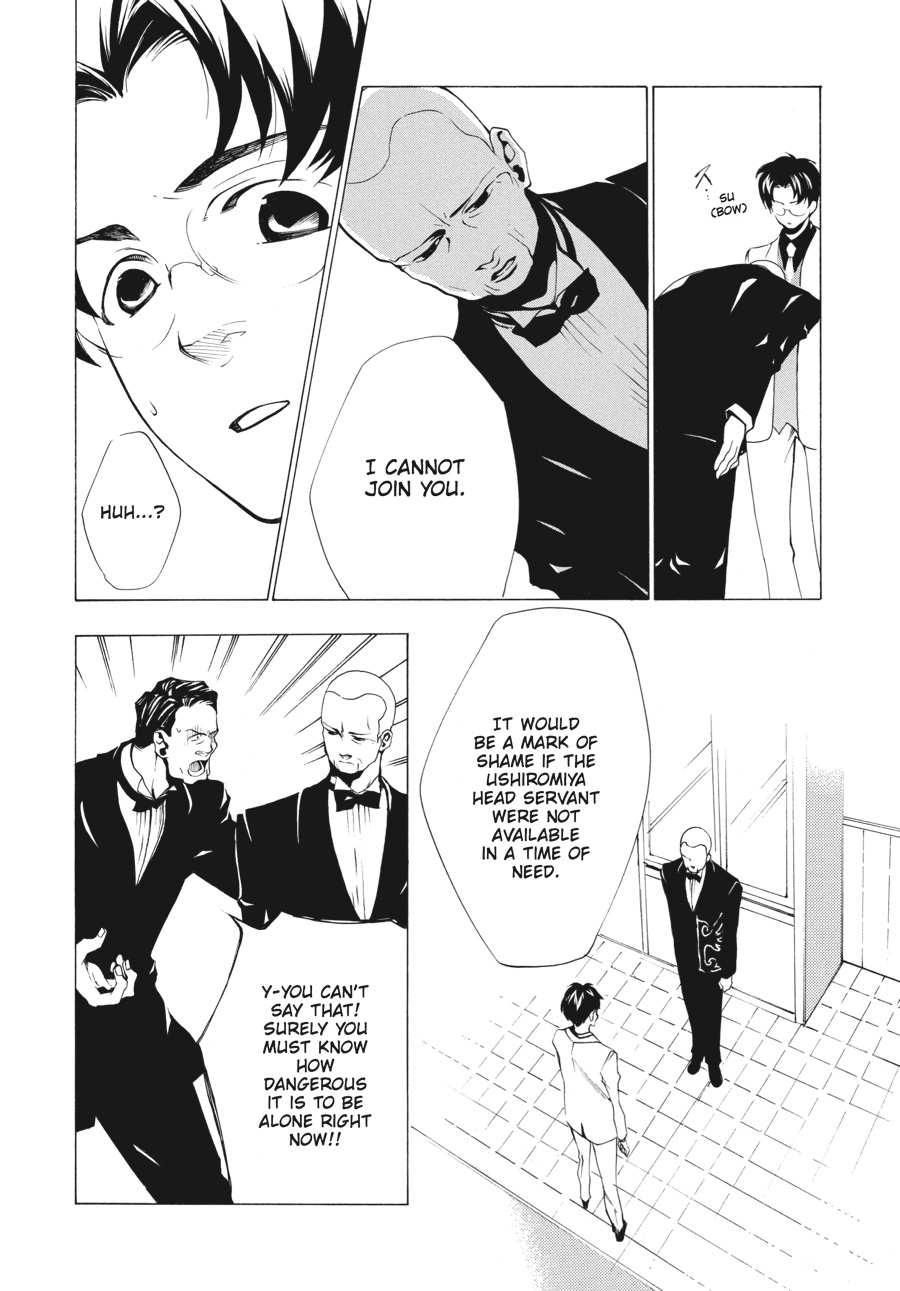 ス…
SU
(BOW)
I CANNOT
JOIN YOU.
HUH...?
IT WOULD
BE A MARK OF
SHAME IF THE
USHIROMIYA
HEAD SERVANT
WERE NOT
AVAILABLE
IN A TIME OF
NEED.
Y-YOU CAN'T
SAY THAT!
SURELY YOU
MUST KNOW
HOW
DANGEROUS
IT IS TO BE
ALONE RIGHT
NOW!!